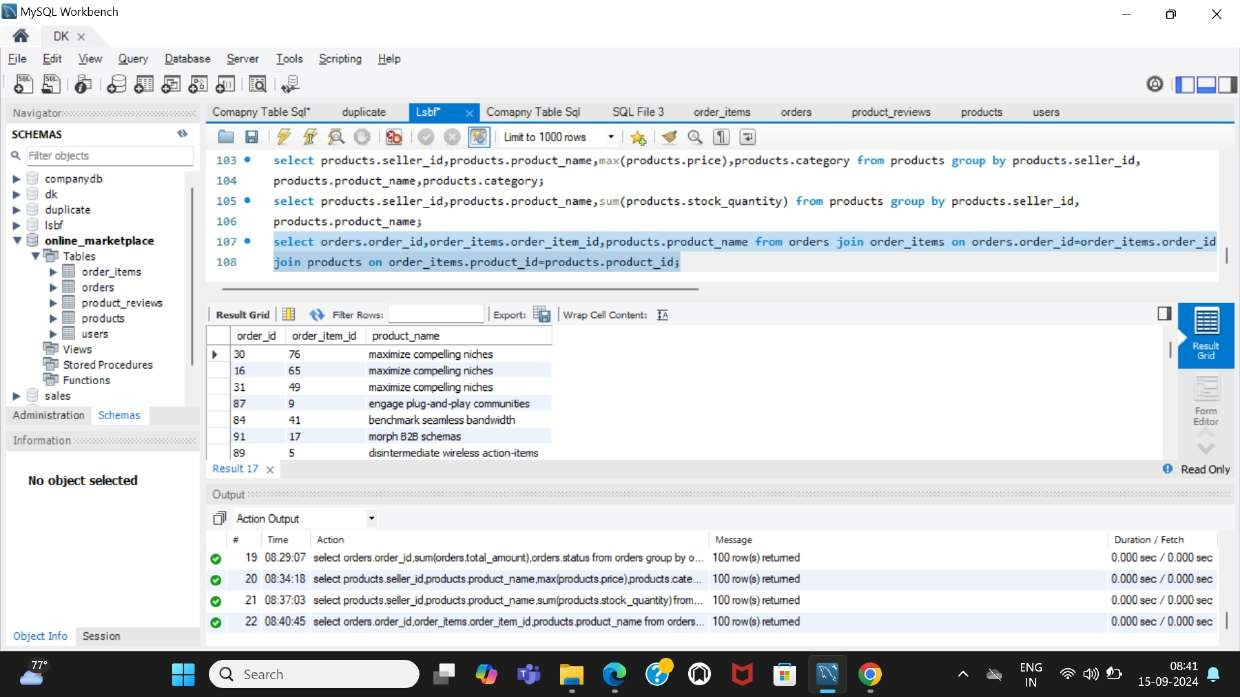 MySQL Workbench
DK
File Edit View Query Database Server Tools Scripting Help
Navigator
SCHEMAS
Filter objects
companydb
dk
duplicate
lsbf
online_marketplace
Tables
order_items
orders
product_reviews
products
users
Views
Stored Procedures
Functions
sales
Administration Schemas
Information
No object selected
Object Info Session
Comapny Table Sql* duplicate Lsbf* Comapny Table Sql SQL File 3 order_items orders product_reviews products users
Limit to 1000 rows
103 select products.seller_id,products.product_name,max(products.price),products.category from products group by products.seller_id,
104 products.product_name,products.category;
105 select products.seller_id,products.product_name,sum(products.stock_quantity) from products group by products.seller_id,
106 products.product_name;
107 select orders.order_id,order_items.order_item_id,products.product_name from orders join order_items on orders.order_id=order_items.order_id
108 join products on order_items.product_id=products.product_id;
Result Grid Filter Rows: Export: Wrap Cell Content:
order_id order_item_id product_name
30 76 maximize compelling niches
16 65 maximize compelling niches
31 49 maximize compelling niches
87 9 engage plug-and-play communities
84 41 benchmark seamless bandwidth
91 17 morph B2B schemas
89 5 disintermediate wireless action-items
Result Grid
Form Editor
Result 17
Read Only
Output
Action Output
# Time Action Message Duration / Fetch
19 08:29:07 select orders.order_id,sum(orders.total_amount),orders.status from orders group by o... 100 row(s) returned 0.000 sec / 0.000 sec
20 08:34:18 select products.seller_id,products.product_name,max(products.price),products.cate... 100 row(s) returned 0.000 sec / 0.000 sec
21 08:37:03 select products.seller_id,products.product_name,sum(products.stock_quantity) from... 100 row(s) returned 0.000 sec / 0.000 sec
22 08:40:45 select orders.order_id,order_items.order_item_id,products.product_name from orders... 100 row(s) returned 0.000 sec / 0.000 sec
77°
Search
ENG
IN
08:41
15-09-2024